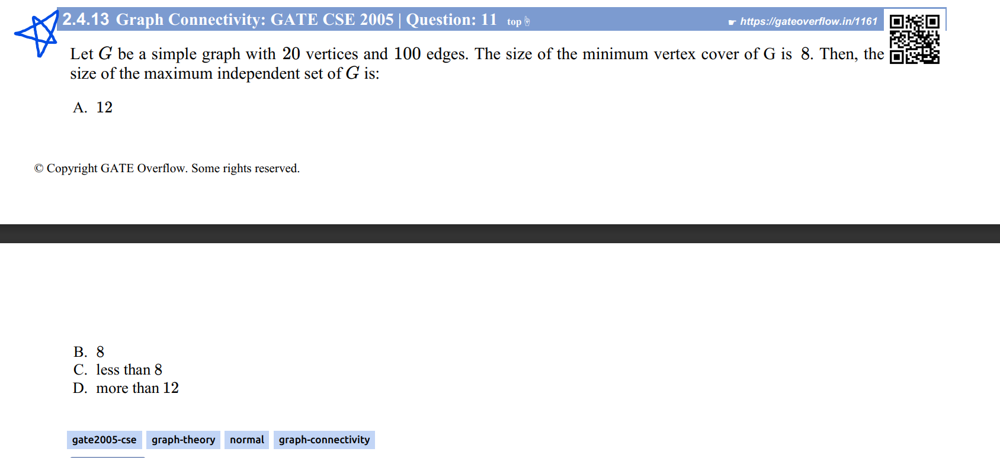 2.4.13 Graph Connectivity: GATE CSE 2005 | Question: 11 top ☝ ☛ https://gateoverflow.in/1161
Let G be a simple graph with 20 vertices and 100 edges. The size of the minimum vertex cover of G is 8. Then, the
size of the maximum independent set of G is:
A. 12
© Copyright GATE Overflow. Some rights reserved.
B. 8
C. less than 8
D. more than 12
gate2005-cse graph-theory normal graph-connectivity